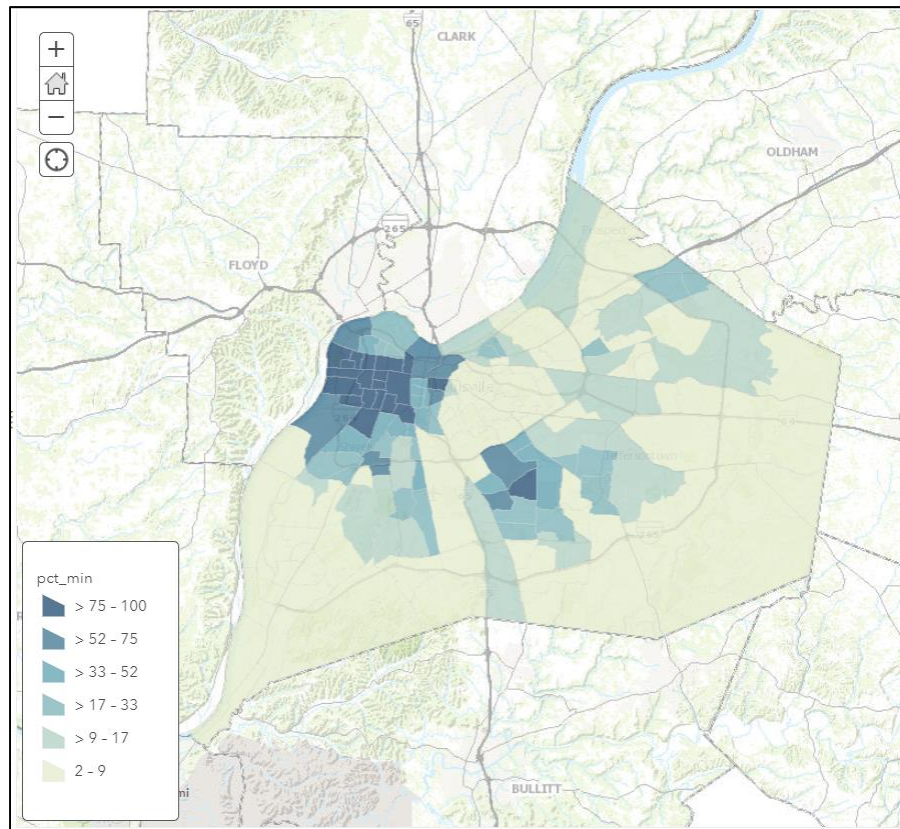 65
CLARK
+
−
OLDHAM
265
FLOYD
pct_min
> 75 - 100
> 52 - 75
> 33 - 52
> 17 - 33
> 9 - 17
2 - 9
BULLITT